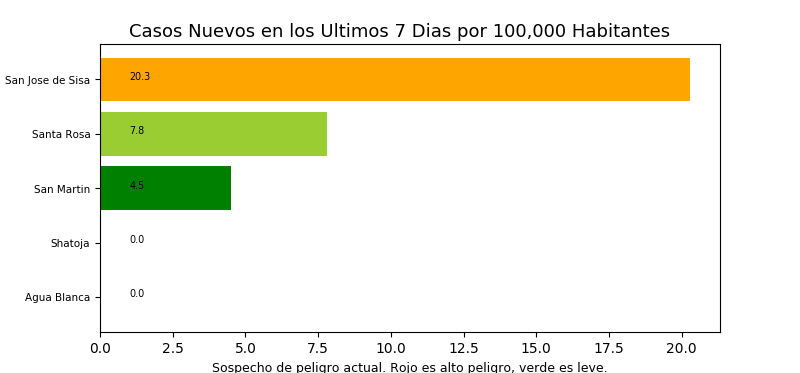 Casos Nuevos en los Ultimos 7 Dias por 100,000 Habitantes
San Jose de Sisa 20.3
Santa Rosa 7.8
San Martin 4.5
Shatoja 0.0
Agua Blanca 0.0
0.0 2.5 5.0 7.5 10.0 12.5 15.0 17.5 20.0
Sospecho de peligro actual. Rojo es alto peligro, verde es leve.